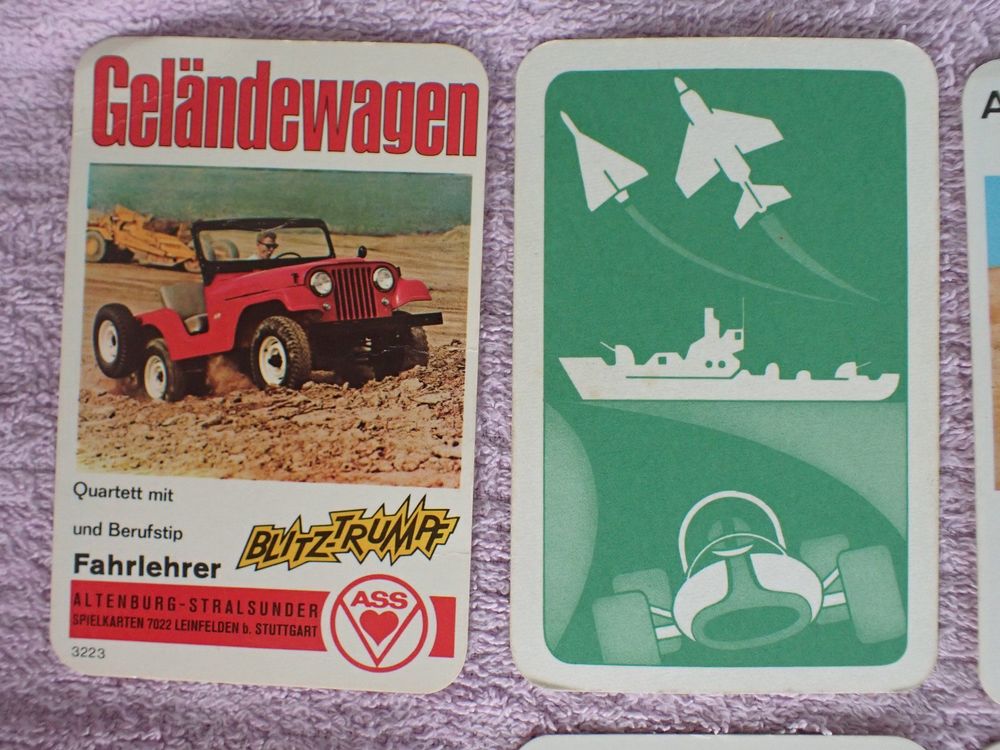 Geländewagen
Quartett mit
BLITZ-TRUMPF
und Berufstip
Fahrlehrer
ALTENBURG-STRALSUNDER
SPIELKARTEN 7022 LEINFELDEN b. STUTTGART
ASS
3223
A